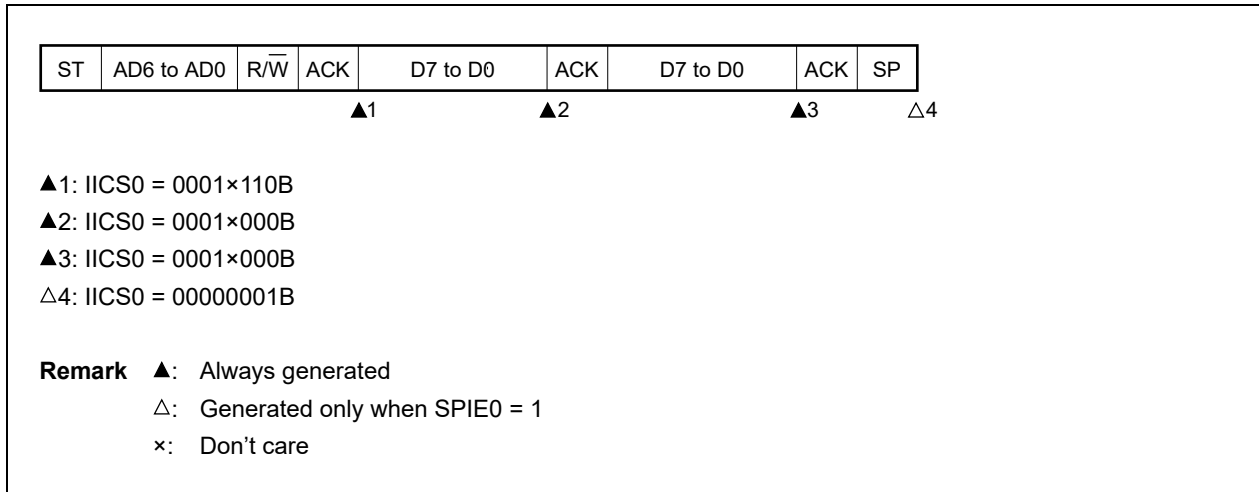 ST AD6 to AD0 R/W̅ ACK D7 to D0 ACK D7 to D0 ACK SP
▲1 ▲2 ▲3 △4
▲1: IICS0 = 0001×110B
▲2: IICS0 = 0001×000B
▲3: IICS0 = 0001×000B
△4: IICS0 = 00000001B
Remark ▲: Always generated
△: Generated only when SPIE0 = 1
×: Don’t care